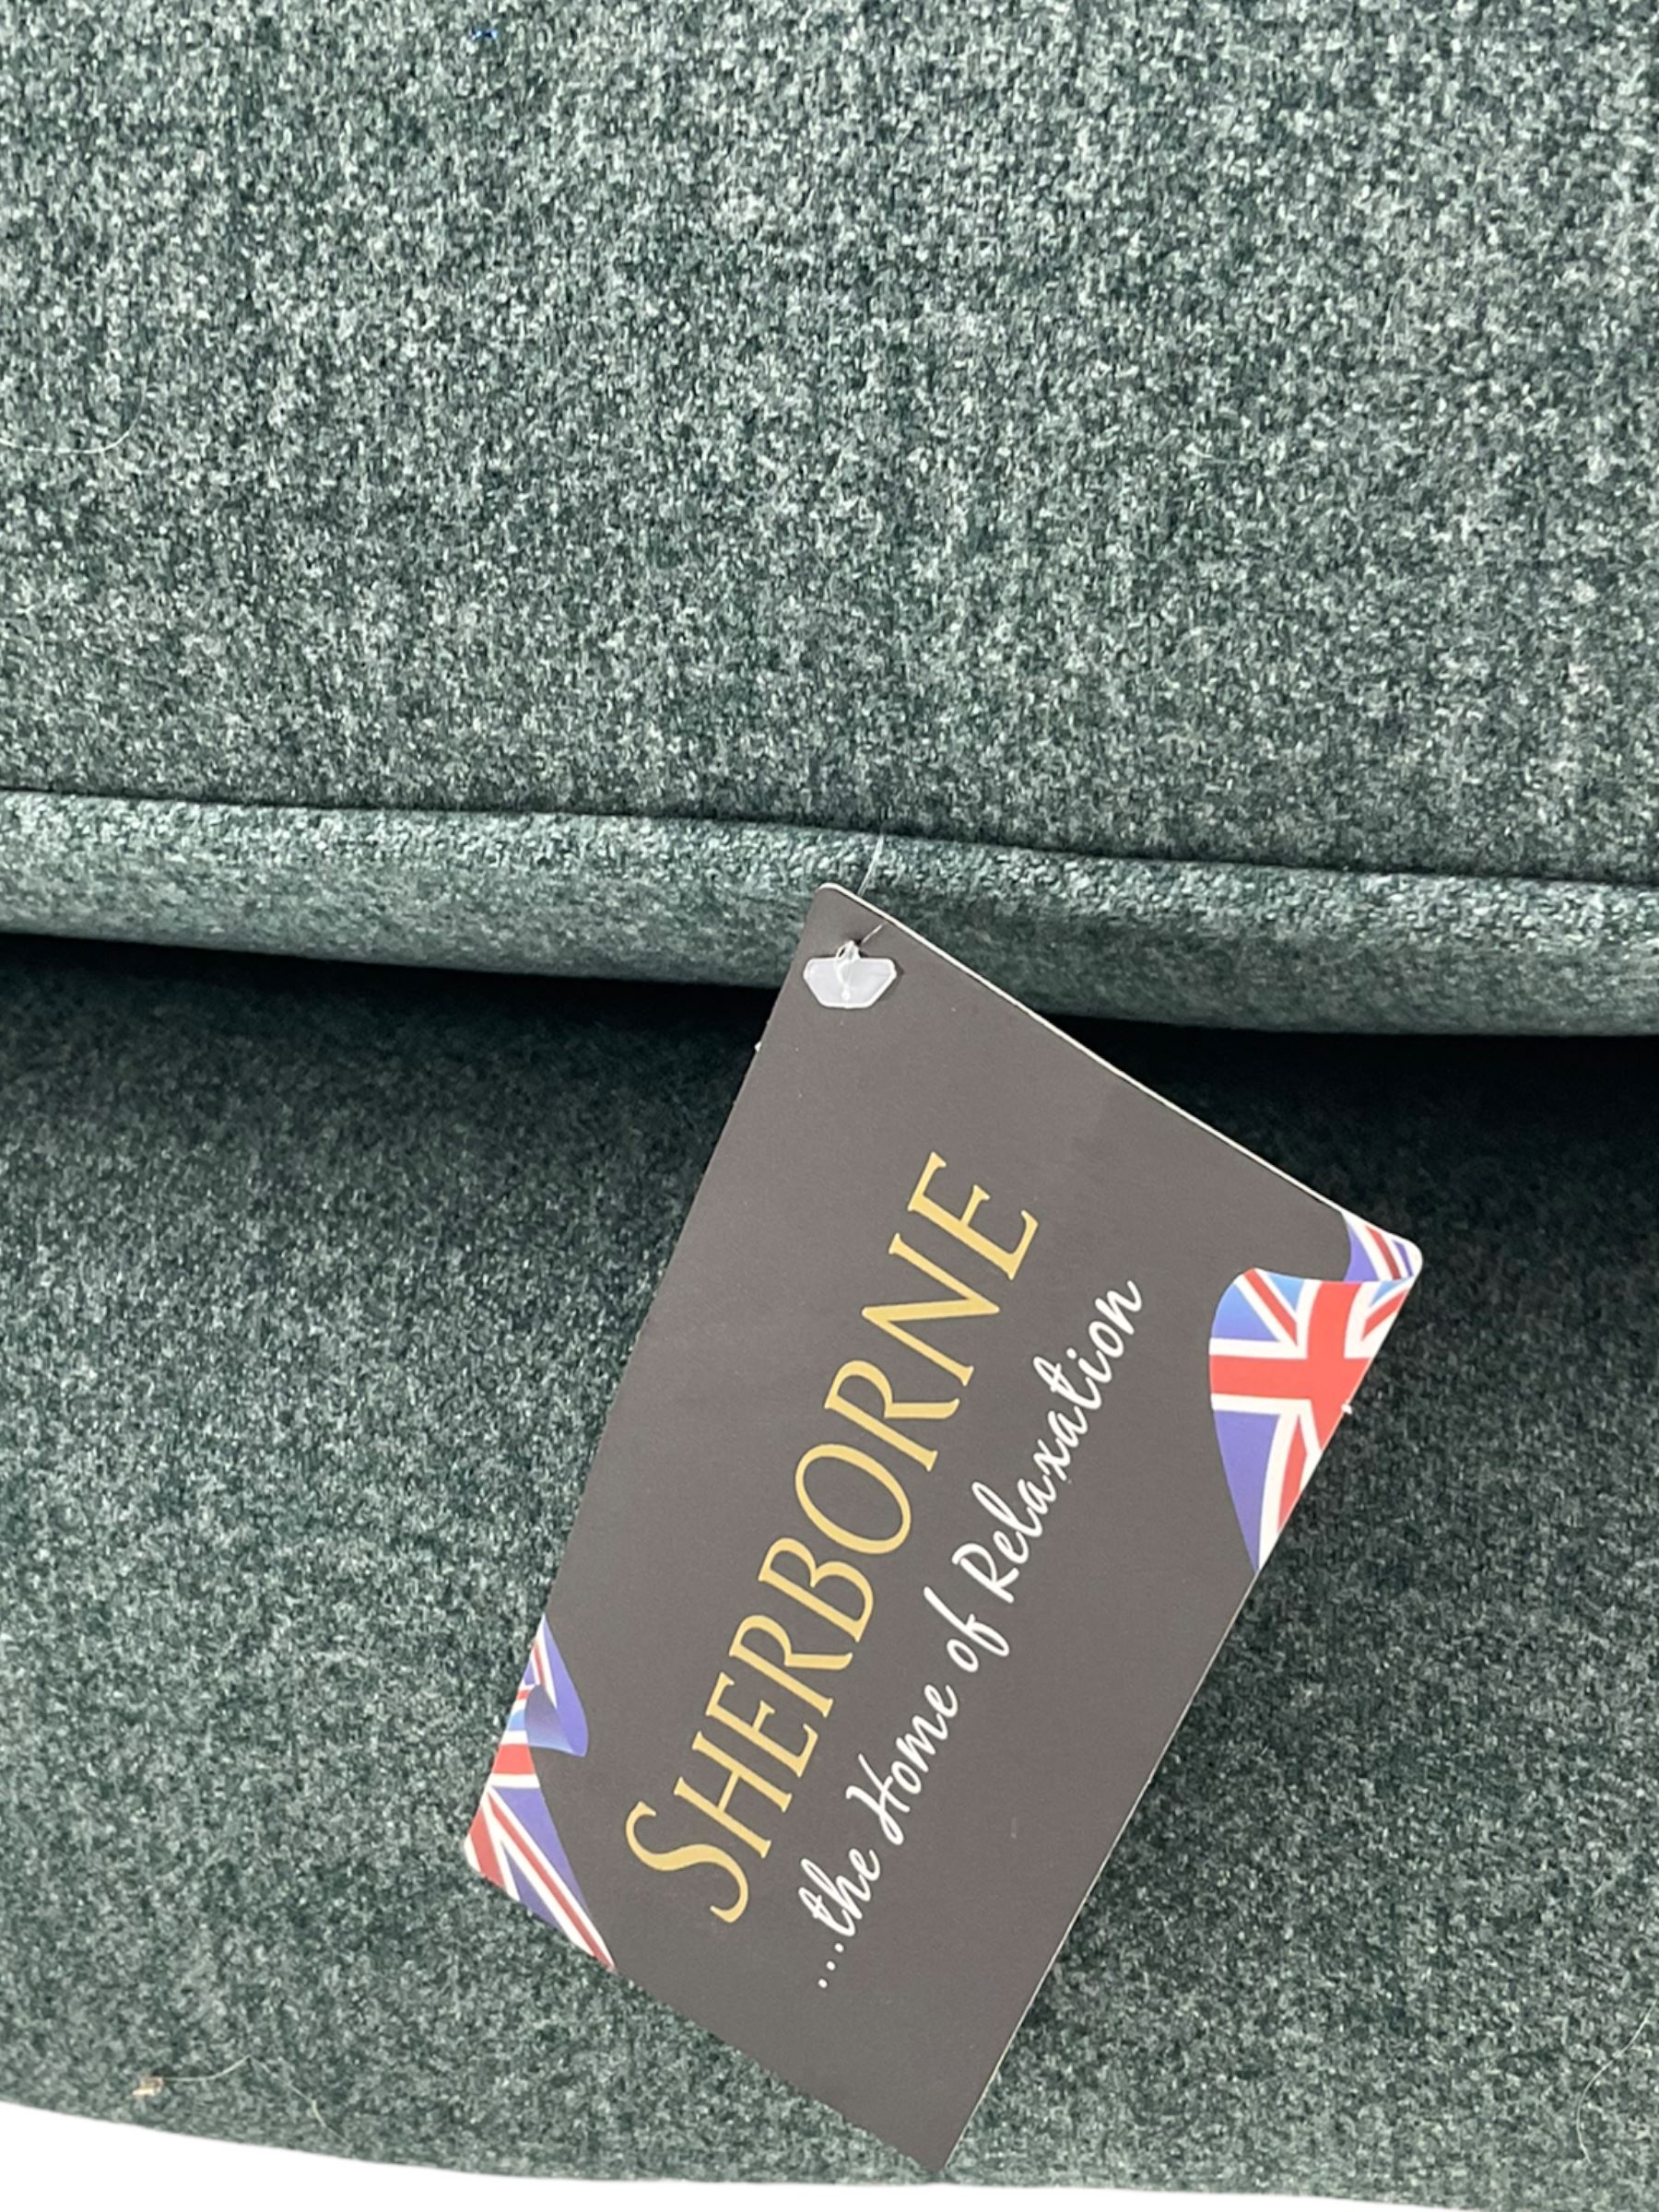 SHERBORNE
...the Home of Relaxation